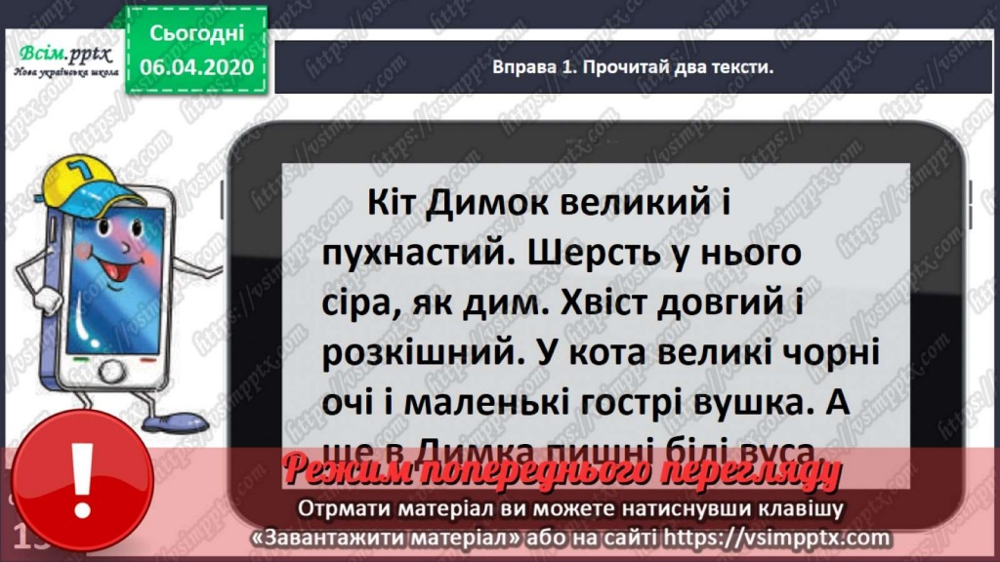 Всім.pptx
Нова українська школа
Сьогодні
06.04.2020
Вправа 1. Прочитай два тексти.
Кіт Димок великий і
пухнастий. Шерсть у нього
сіра, як дим. Хвіст довгий і
розкішний. У кота великі чорні
очі і маленькі гострі вушка. А
ще в Димка пишні білі вуса.
Режим попереднього перегляду
Отрмати матеріал ви можете натиснувши клавішу
«Завантажити матеріал» або на сайті https://vsimpptx.com